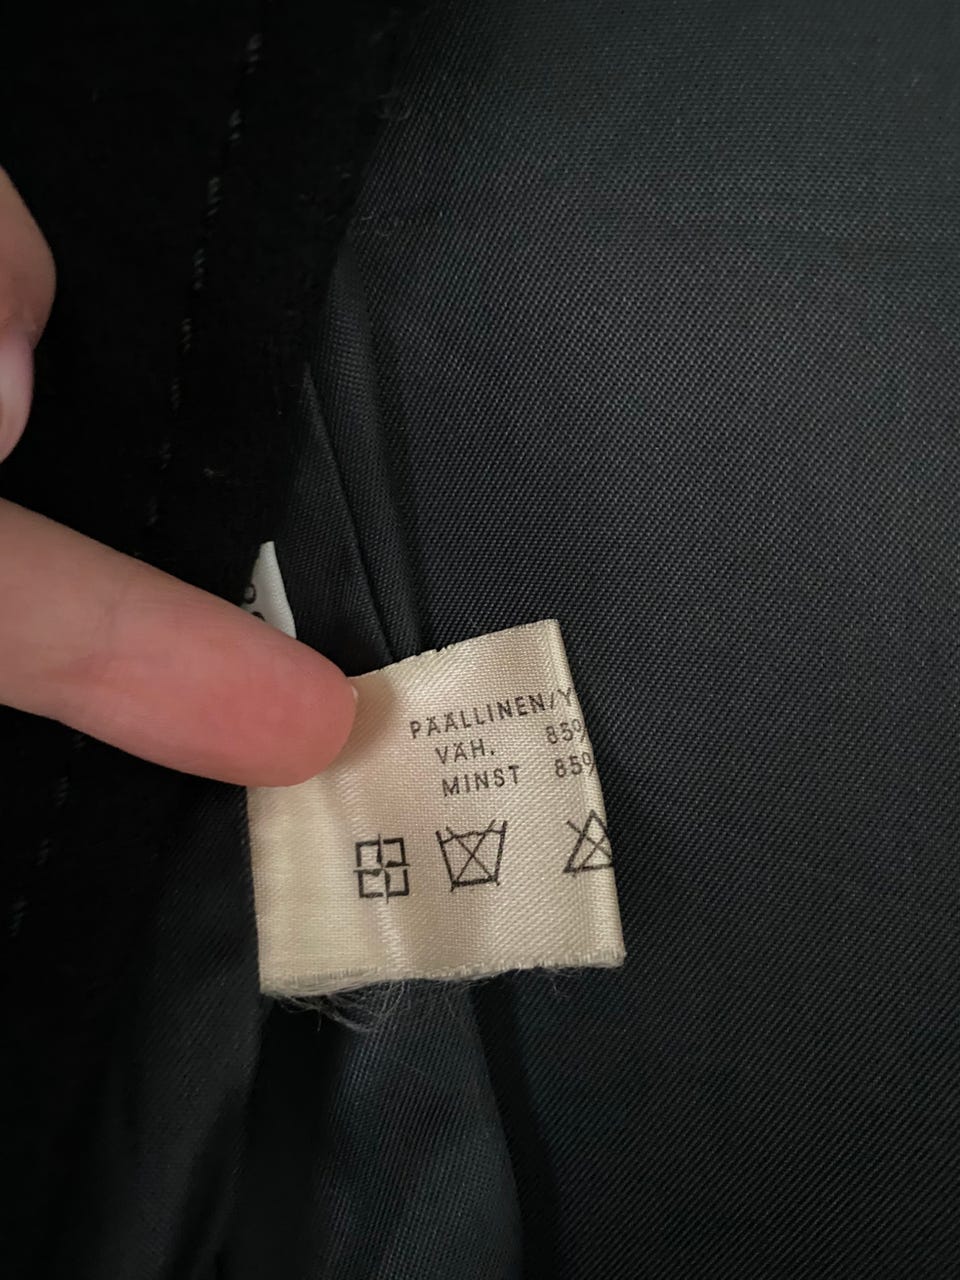 PÄÄLLINEN/Y
VÄH. 85%
MINST 85%